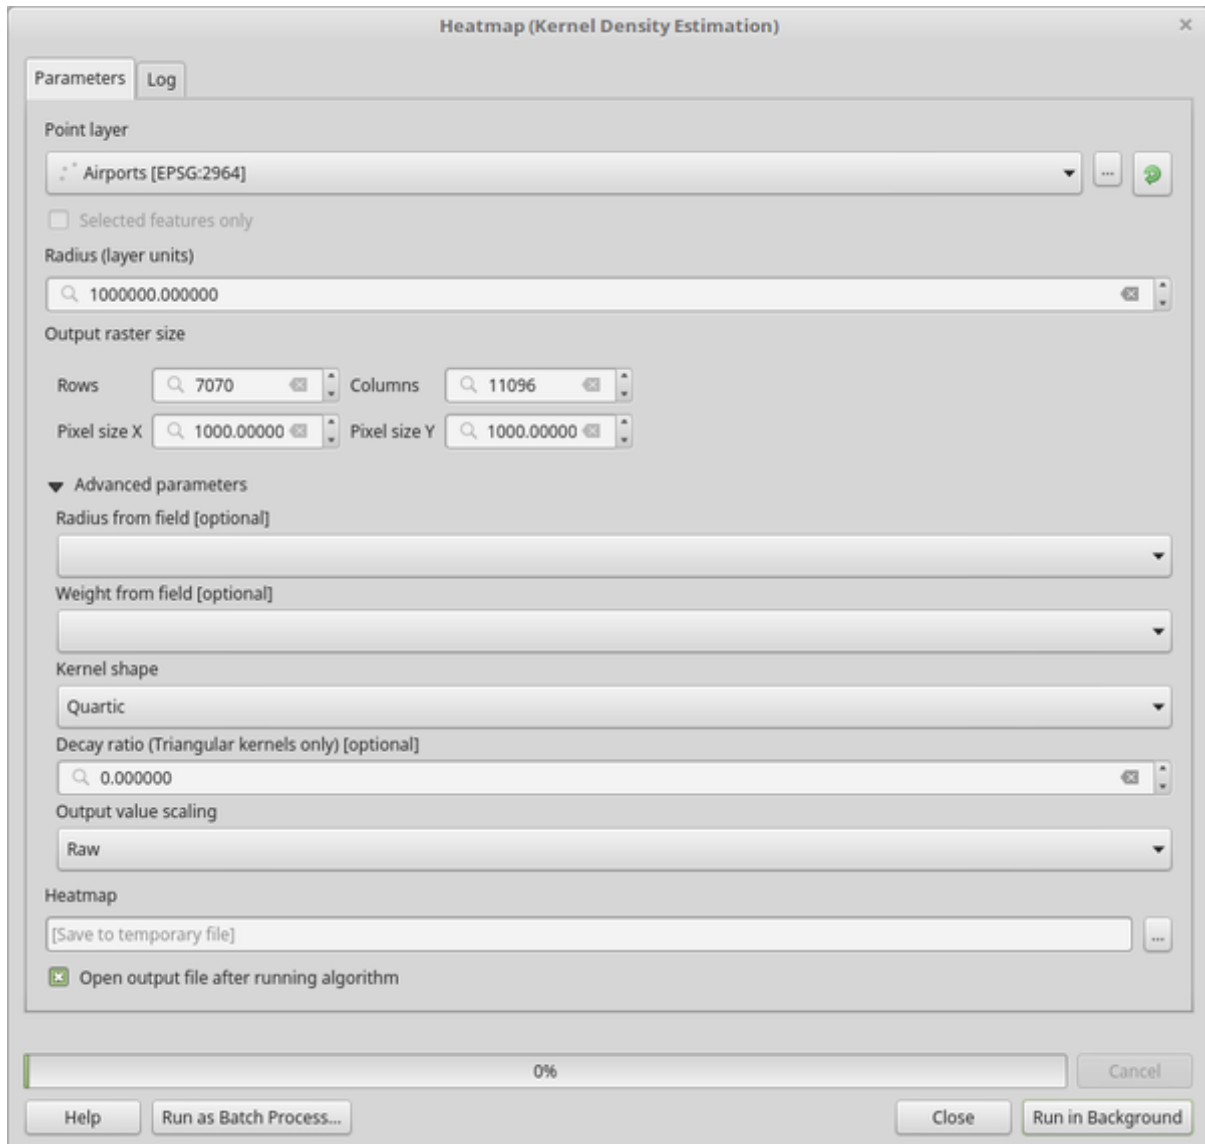 Heatmap (Kernel Density Estimation)
Parameters Log
Point layer
Airports [EPSG:2964]
...
Selected features only
Radius (layer units)
1000000.000000
Output raster size
Rows 7070 Columns 11096
Pixel size X 1000.00000 Pixel size Y 1000.00000
Advanced parameters
Radius from field [optional]
Weight from field [optional]
Kernel shape
Quartic
Decay ratio (Triangular kernels only) [optional]
0.000000
Output value scaling
Raw
Heatmap
[Save to temporary file]
...
Open output file after running algorithm
0% Cancel
Help Run as Batch Process... Close Run in Background